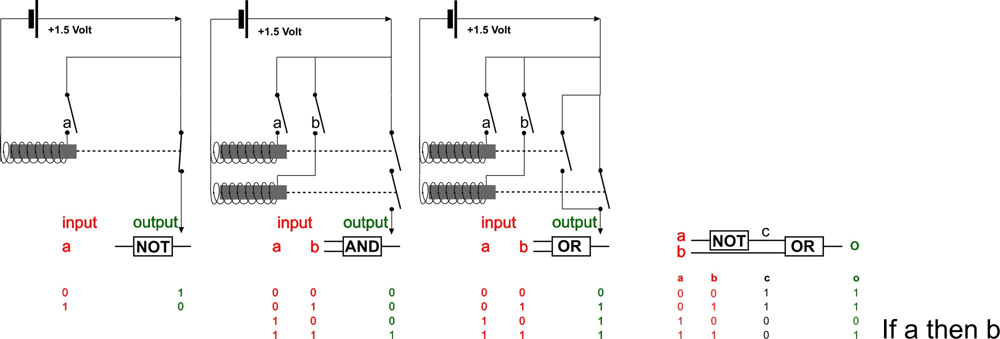 +1.5 Volt
a
input output
a NOT
0 1
1 0
+1.5 Volt
a b
input output
a b AND
0 0 0
0 1 0
1 0 0
1 1 1
+1.5 Volt
a b
input output
a b OR
0 0 0
0 1 1
1 0 1
1 1 1
a NOT c OR o
b
a b c o
0 0 1 1
0 1 1 1
1 0 0 0
1 1 0 1
If a then b